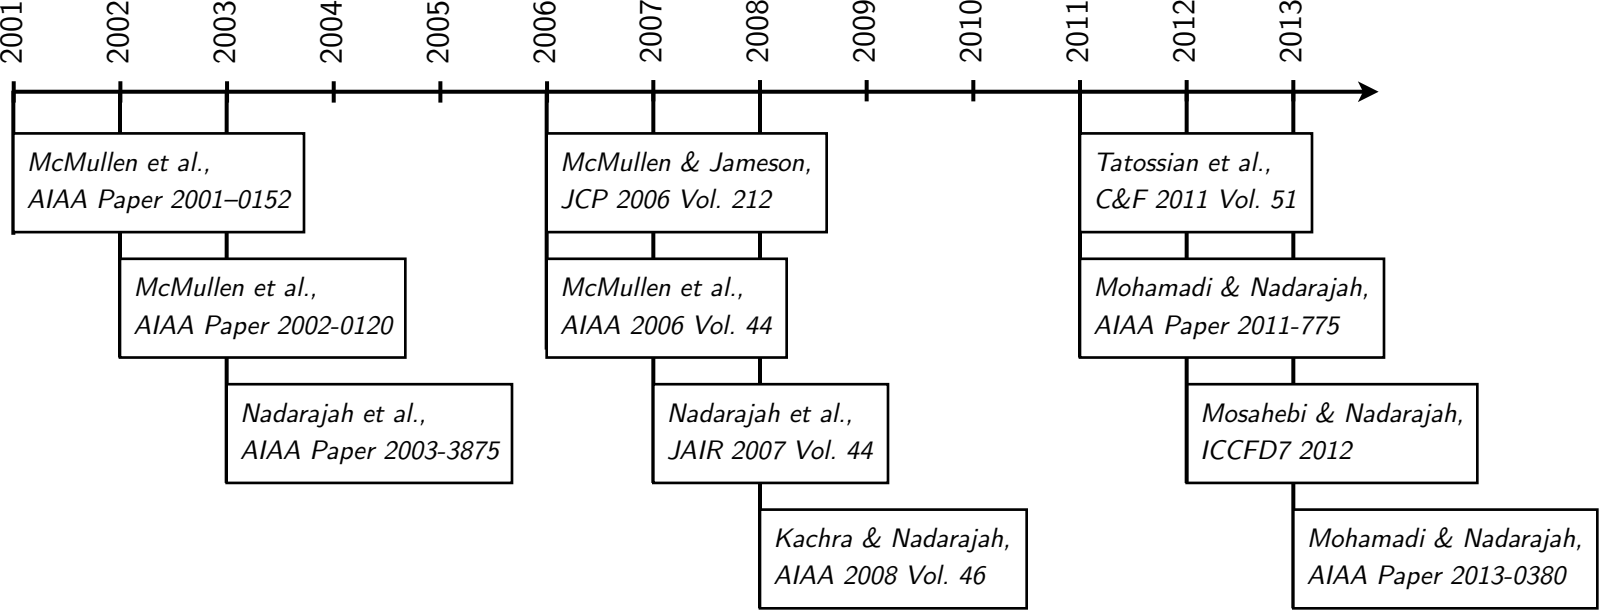 2001
2002
2003
2004
2005
2006
2007
2008
2009
2010
2011
2012
2013
McMullen et al.,
AIAA Paper 2001–0152
McMullen & Jameson,
JCP 2006 Vol. 212
Tatossian et al.,
C&F 2011 Vol. 51
McMullen et al.,
AIAA Paper 2002-0120
McMullen et al.,
AIAA 2006 Vol. 44
Mohamadi & Nadarajah,
AIAA Paper 2011-775
Nadarajah et al.,
AIAA Paper 2003-3875
Nadarajah et al.,
JAIR 2007 Vol. 44
Mosahebi & Nadarajah,
ICCFD7 2012
Kachra & Nadarajah,
AIAA 2008 Vol. 46
Mohamadi & Nadarajah,
AIAA Paper 2013-0380